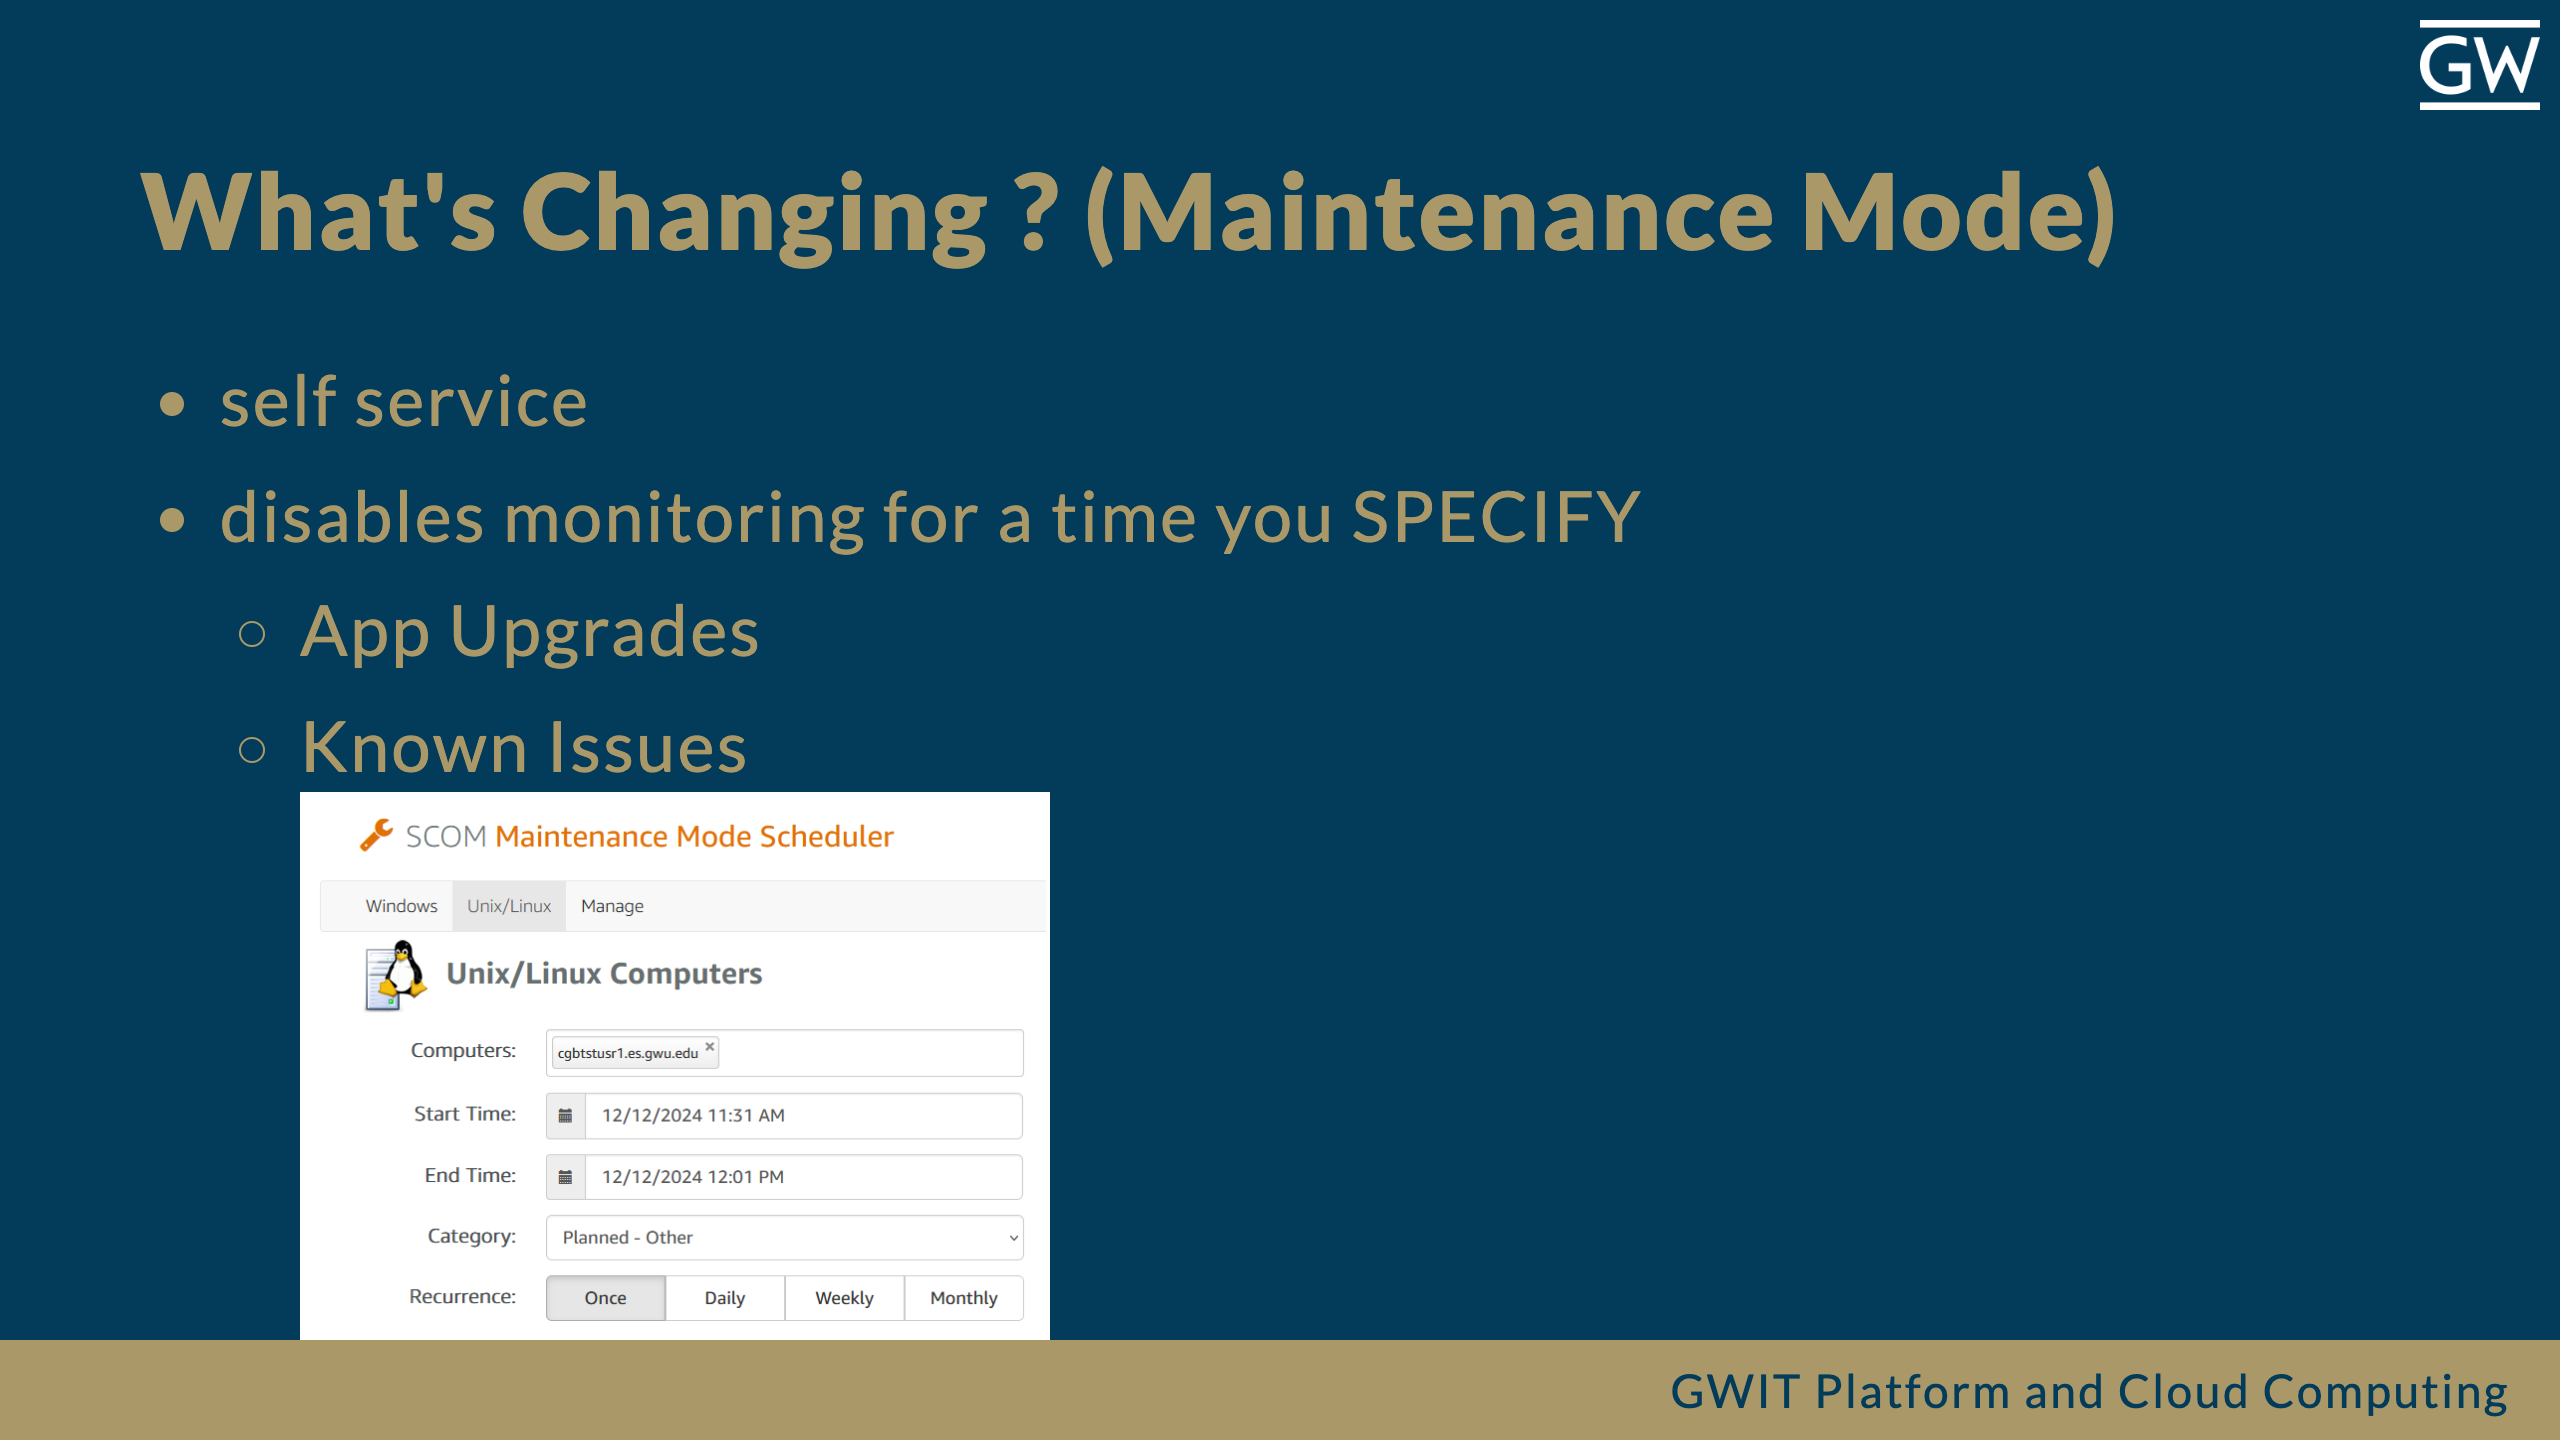 GW
What's Changing ? (Maintenance Mode)
• self service
• disables monitoring for a time you SPECIFY
○ App Upgrades
○ Known Issues
SCOM Maintenance Mode Scheduler
Windows Unix/Linux Manage
Unix/Linux Computers
Computers: cgbtstusr1.es.gwu.edu ×
Start Time: 12/12/2024 11:31 AM
End Time: 12/12/2024 12:01 PM
Category: Planned - Other
Recurrence: Once Daily Weekly Monthly
GWIT Platform and Cloud Computing